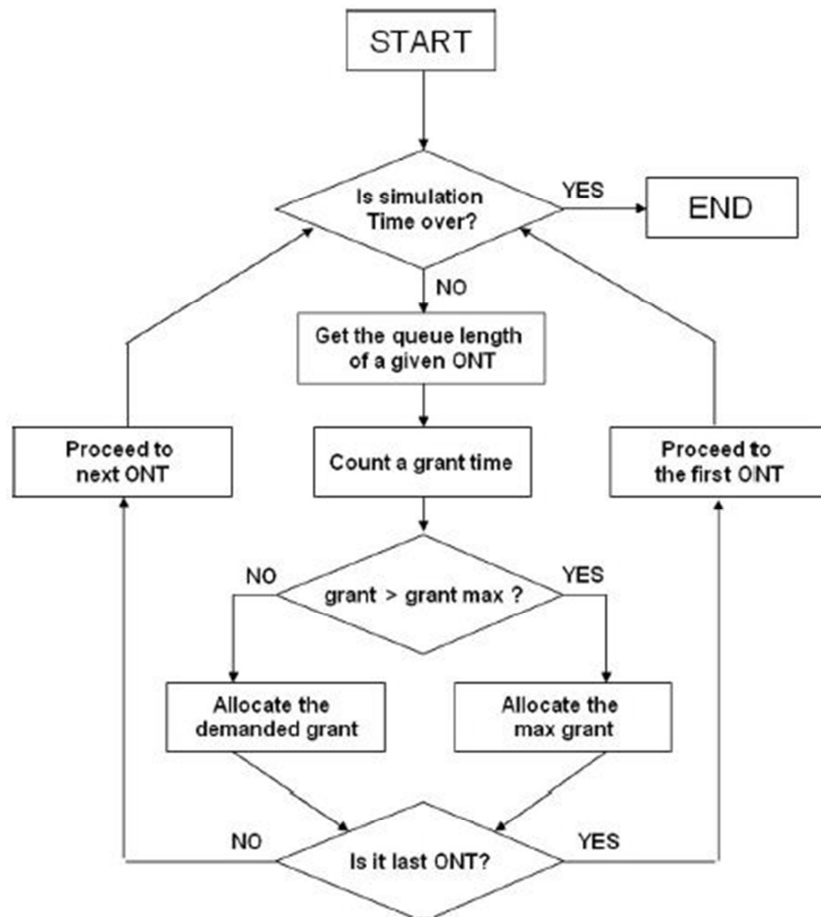 START
Is simulation
Time over?
YES
END
NO
Get the queue length
of a given ONT
Proceed to
next ONT
Count a grant time
Proceed to
the first ONT
NO
grant > grant max ?
YES
Allocate the
demanded grant
Allocate the
max grant
NO
Is it last ONT?
YES